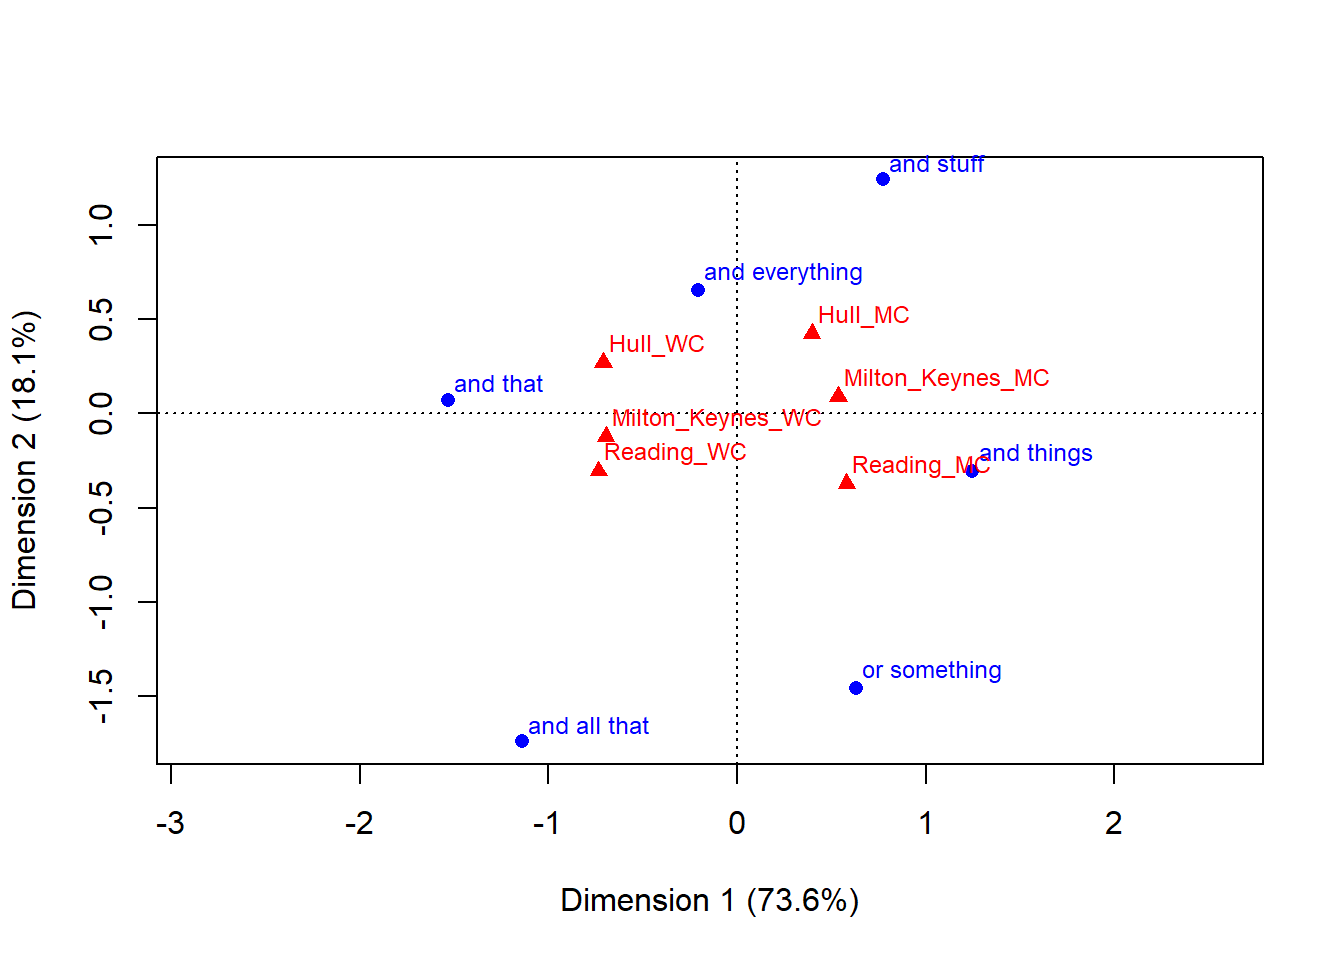 and stuff
and everything
Hull_MC
Hull_WC
Milton_Keynes_MC
and that
Milton_Keynes_WC
Reading_WC
and things
Reading_MC
or something
and all that
1.0
0.5
0.0
-0.5
-1.0
-1.5
Dimension 2 (18.1%)
-3 -2 -1 0 1 2
Dimension 1 (73.6%)